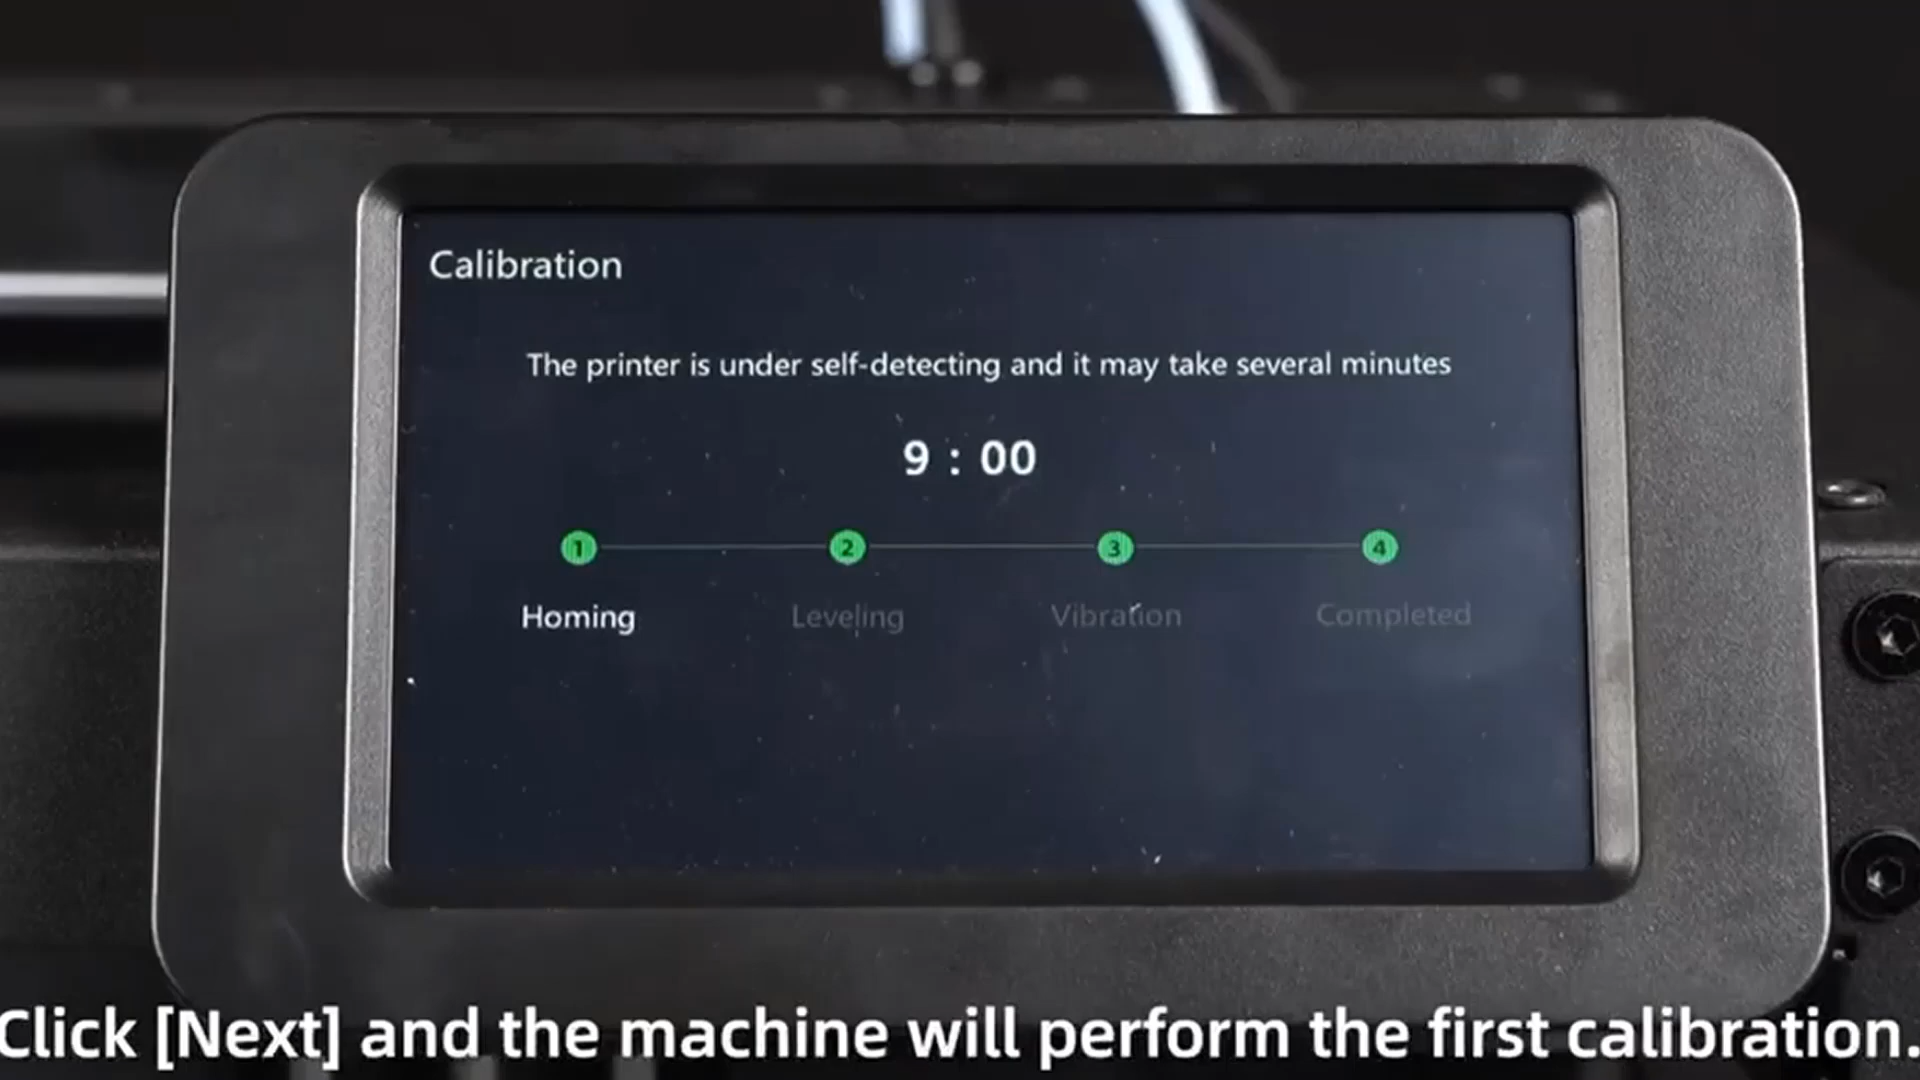 Calibration
The printer is under self-detecting and it may take several minutes
9 : 00
1 2 3 4
Homing Leveling Vibration Completed
Click [Next] and the machine will perform the first calibration.